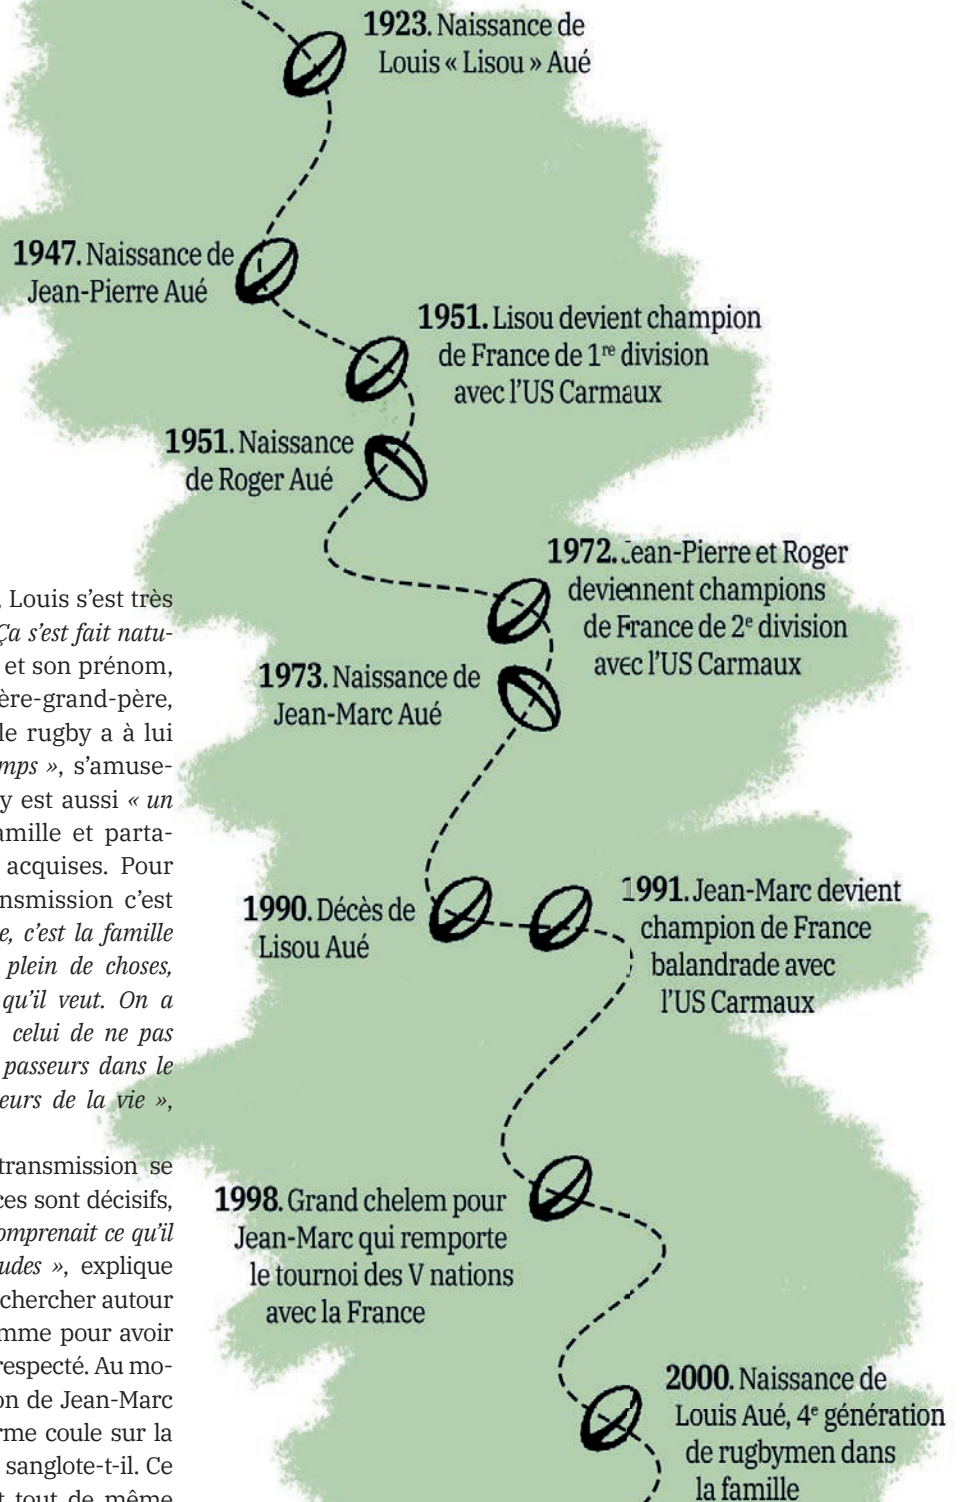 1923. Naissance de
Louis « Lisou » Aué
1947. Naissance de
Jean-Pierre Aué
1951. Lisou devient champion
de France de 1re division
avec l’US Carmaux
1951. Naissance
de Roger Aué
1972. Jean-Pierre et Roger
deviennent champions
de France de 2e division
avec l’US Carmaux
1973. Naissance de
Jean-Marc Aué
1990. Décès de
Lisou Aué
1991. Jean-Marc devient
champion de France
balandrade avec
l’US Carmaux
1998. Grand chelem pour
Jean-Marc qui remporte
le tournoi des V nations
avec la France
2000. Naissance de
Louis Aué, 4e génération
de rugbymen dans
la famille
, Louis s’est très
Ça s’est fait natu-
et son prénom,
ère-grand-père,
le rugby a à lui
mps », s’amuse-
y est aussi « un
amille et parta-
acquises. Pour
nsmission c’est
e, c’est la famille
plein de choses,
qu’il veut. On a
celui de ne pas
passeurs dans le
eurs de la vie »,
transmission se
ces sont décisifs,
omprenait ce qu’il
udes », explique
chercher autour
mme pour avoir
respecté. Au mo-
on de Jean-Marc
rme coule sur la
sanglote-t-il. Ce
t tout de même